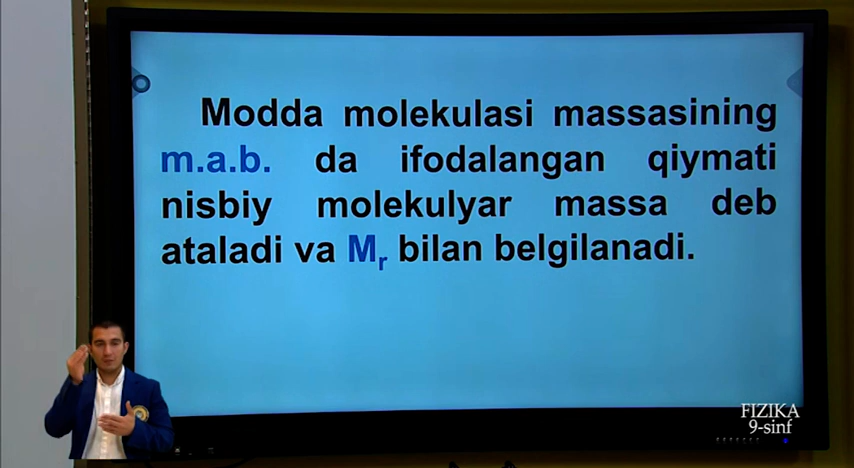 Modda molekulasi massasining
m.a.b. da ifodalangan qiymati
nisbiy molekulyar massa deb
ataladi va Mr bilan belgilanadi.
FIZIKA
9-sinf